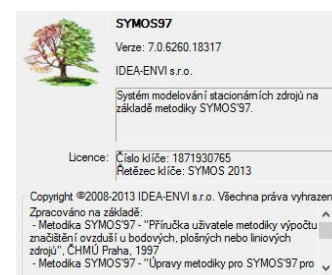 SYMOS97
Verze: 7.0.6260.18317
IDEA-ENVI s.r.o.
Systém modelování stacionárních zdrojů na
základě metodiky SYMOS'97.
Licence:
Číslo klíče: 1871930765
Řetězec klíče: SYMOS 2013
Copyright ©2008-2013 IDEA-ENVI s.r.o. Všechna práva vyhrazen
Zpracováno na základě:
- Metodika SYMOS'97 - "Příručka uživatele metodiky výpočtu
značištění ovzduší u bodových, plošných nebo liniových
zdrojů", ČHMÚ Praha, 1997
- Metodika SYMOS'97 - "Úpravy metodiky pro SYMOS'97 pro